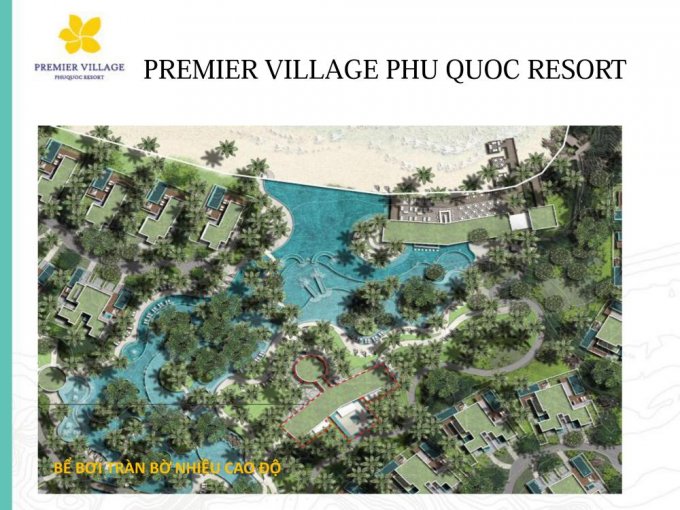 PREMIER VILLAGE
PHUQUOC RESORT
PREMIER VILLAGE PHU QUOC RESORT
BỂ BƠI TRÀN BỜ NHIỀU CAO ĐỘ